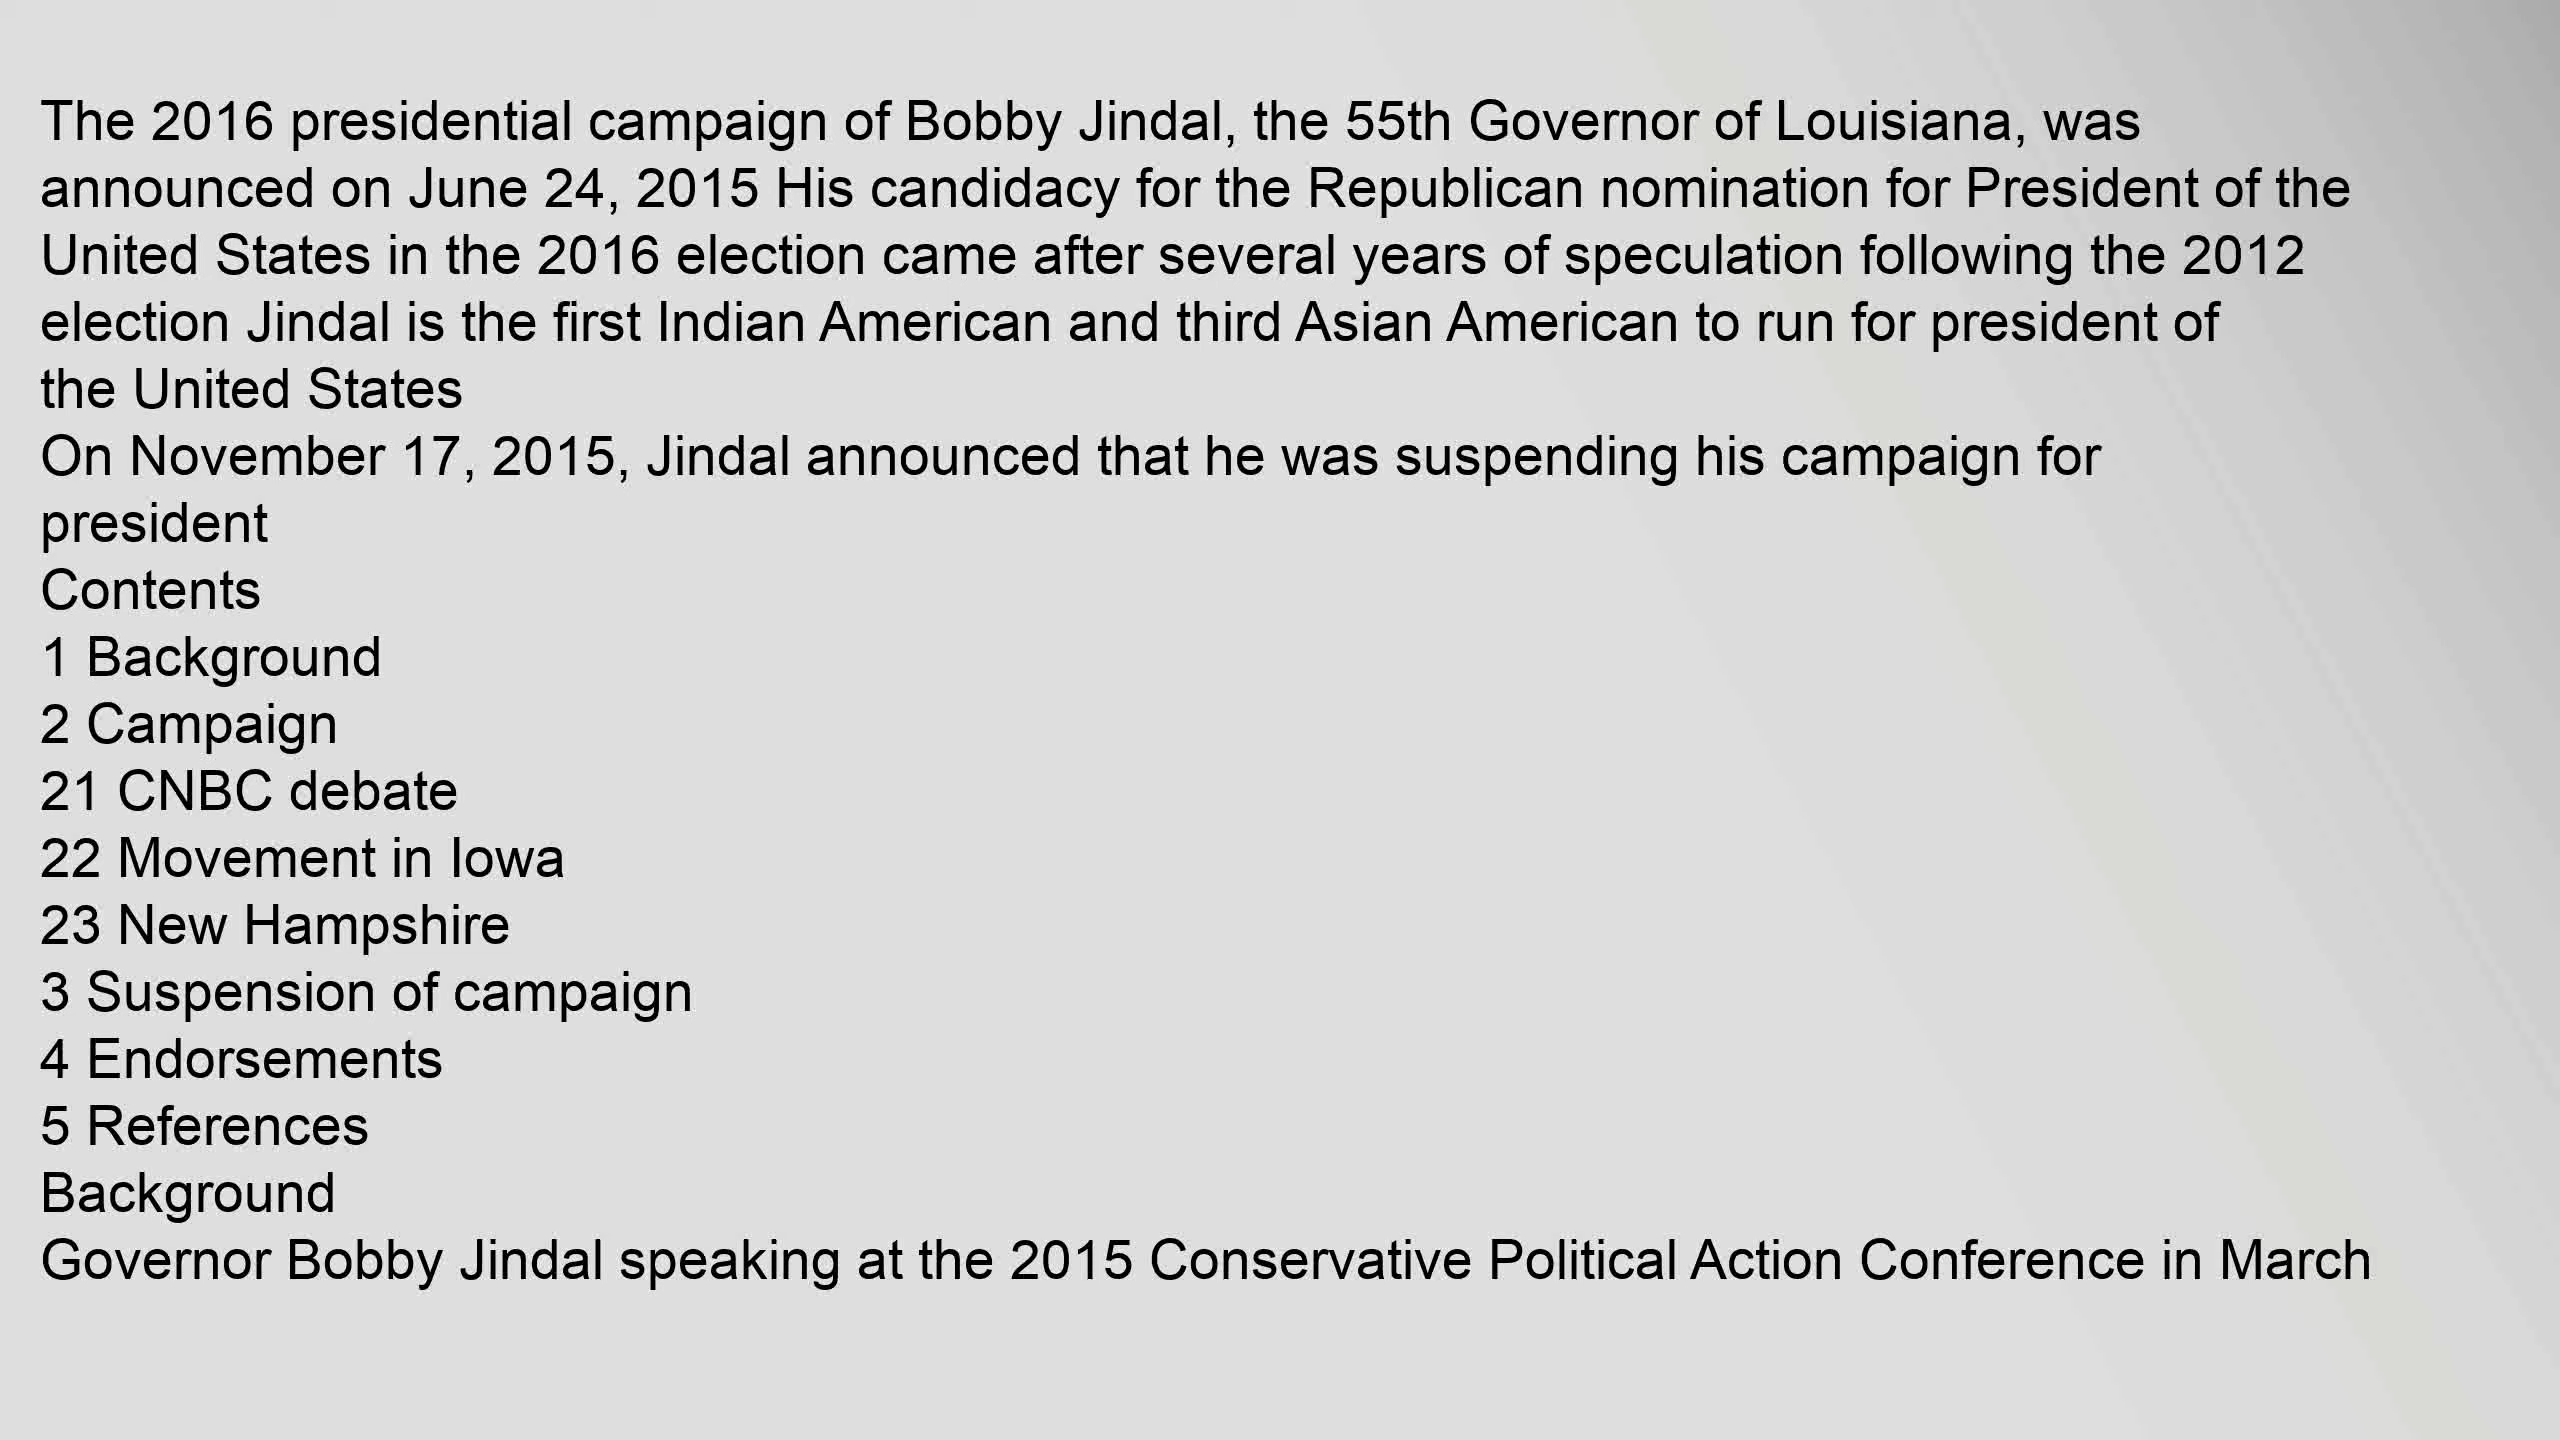 The 2016 presidential campaign of Bobby Jindal, the 55th Governor of Louisiana, was
announced on June 24, 2015 His candidacy for the Republican nomination for President of the
United States in the 2016 election came after several years of speculation following the 2012
election Jindal is the first Indian American and third Asian American to run for president of
the United States
On November 17, 2015, Jindal announced that he was suspending his campaign for
president
Contents
1 Background
2 Campaign
21 CNBC debate
22 Movement in Iowa
23 New Hampshire
3 Suspension of campaign
4 Endorsements
5 References
Background
Governor Bobby Jindal speaking at the 2015 Conservative Political Action Conference in March